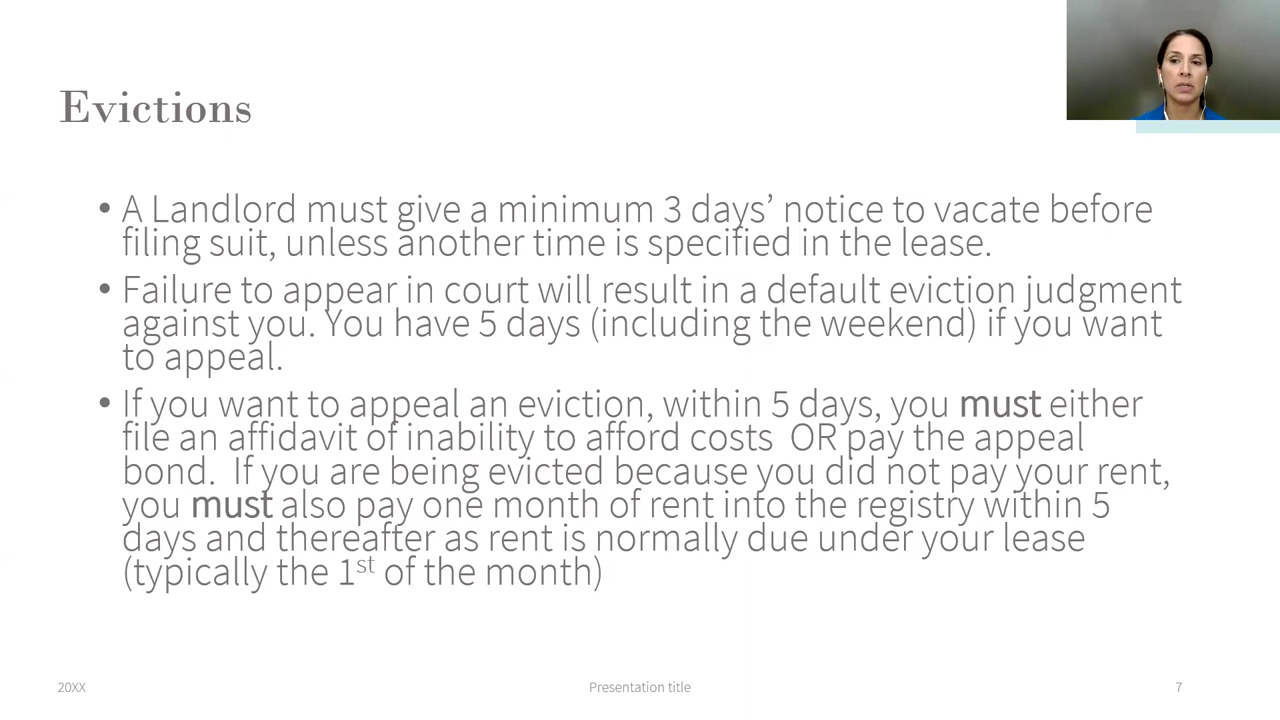 Evictions
• A Landlord must give a minimum 3 days’ notice to vacate before
filing suit, unless another time is specified in the lease.
• Failure to appear in court will result in a default eviction judgment
against you. You have 5 days (including the weekend) if you want
to appeal.
• If you want to appeal an eviction, within 5 days, you must either
file an affidavit of inability to afford costs  OR pay the appeal
bond.  If you are being evicted because you did not pay your rent,
you must also pay one month of rent into the registry within 5
days and thereafter as rent is normally due under your lease
(typically the 1st of the month)
20XX
Presentation title
7